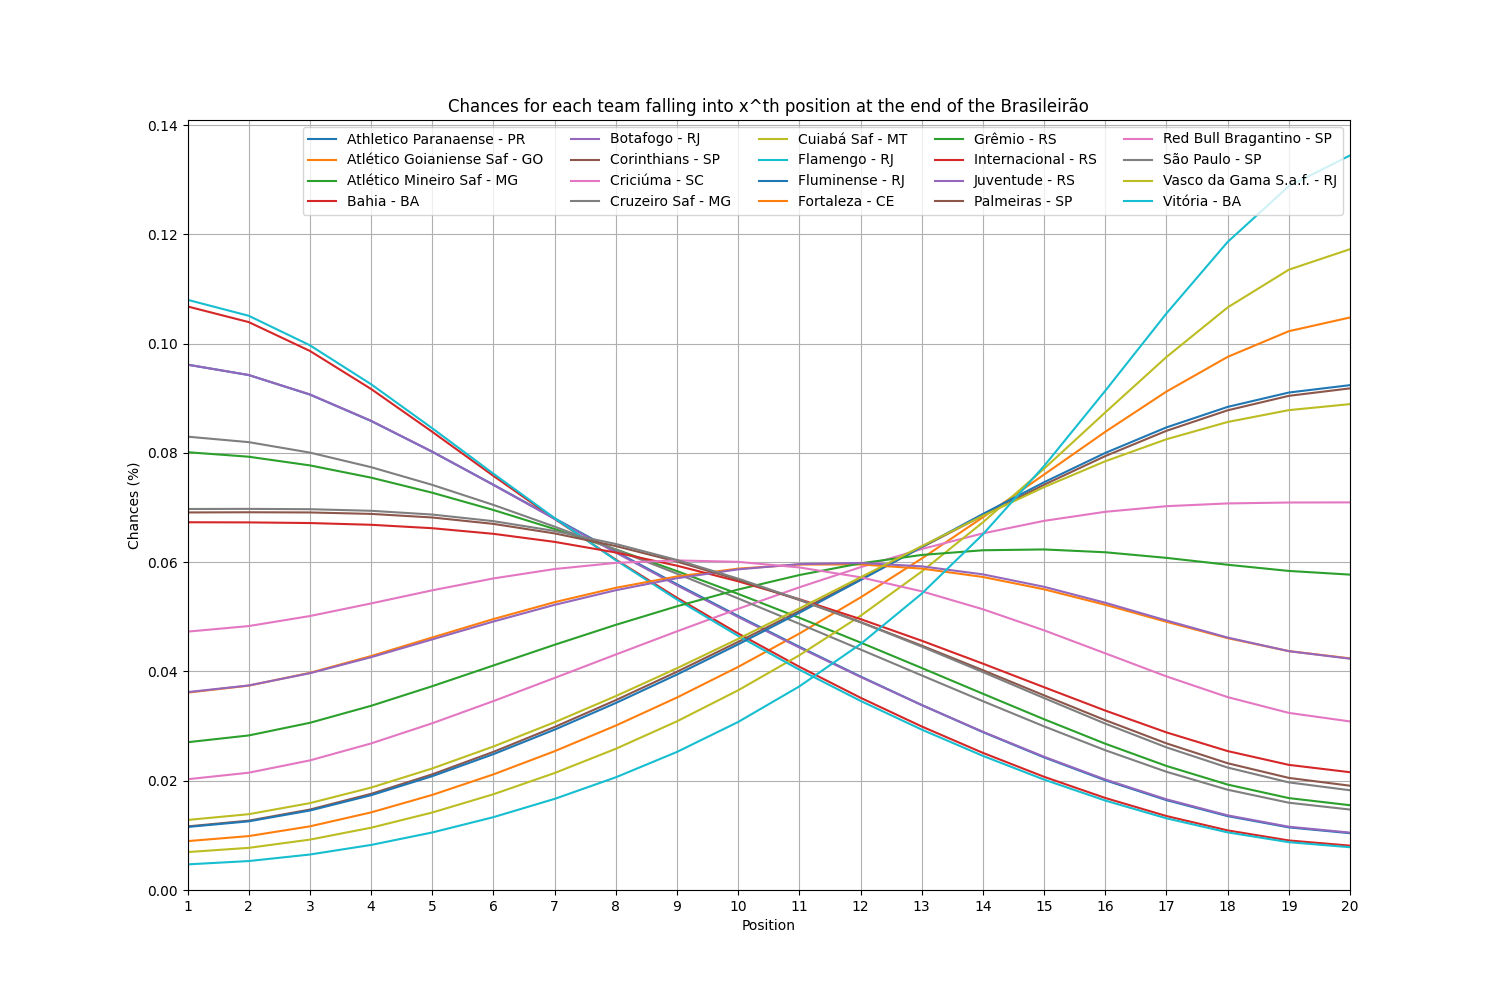 Chances for each team falling into x^th position at the end of the Brasileirão
Athletico Paranaense - PR
Atlético Goianiense Saf - GO
Atlético Mineiro Saf - MG
Bahia - BA
Botafogo - RJ
Corinthians - SP
Criciúma - SC
Cruzeiro Saf - MG
Cuiabá Saf - MT
Flamengo - RJ
Fluminense - RJ
Fortaleza - CE
Grêmio - RS
Internacional - RS
Juventude - RS
Palmeiras - SP
Red Bull Bragantino - SP
São Paulo - SP
Vasco da Gama S.a.f. - RJ
Vitória - BA
Chances (%)
0.14
0.12
0.10
0.08
0.06
0.04
0.02
0.00
1 2 3 4 5 6 7 8 9 10 11 12 13 14 15 16 17 18 19 20
Position